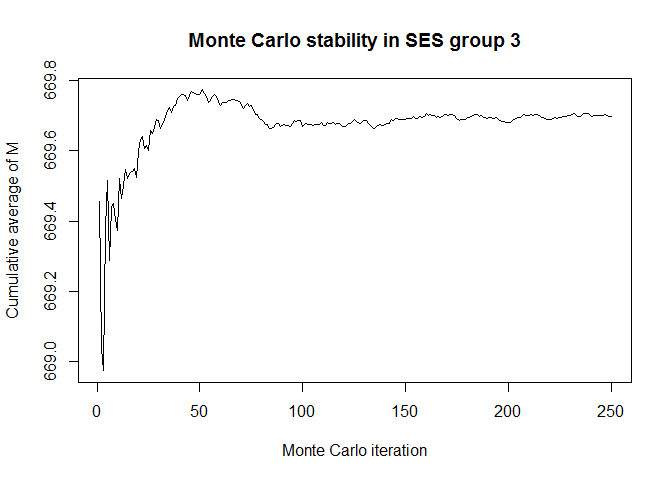 Monte Carlo stability in SES group 3
Cumulative average of M
669.8
669.6
669.4
669.2
669.0
0 50 100 150 200 250
Monte Carlo iteration